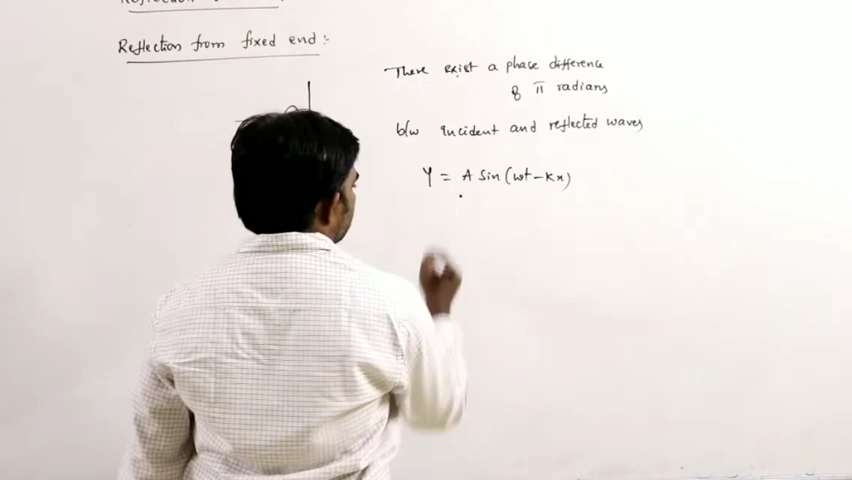 Reflection from fixed end :-
There exist a phase difference
of π radians
b/w incident and reflected waves
Y = A Sin (ωt - Kx)